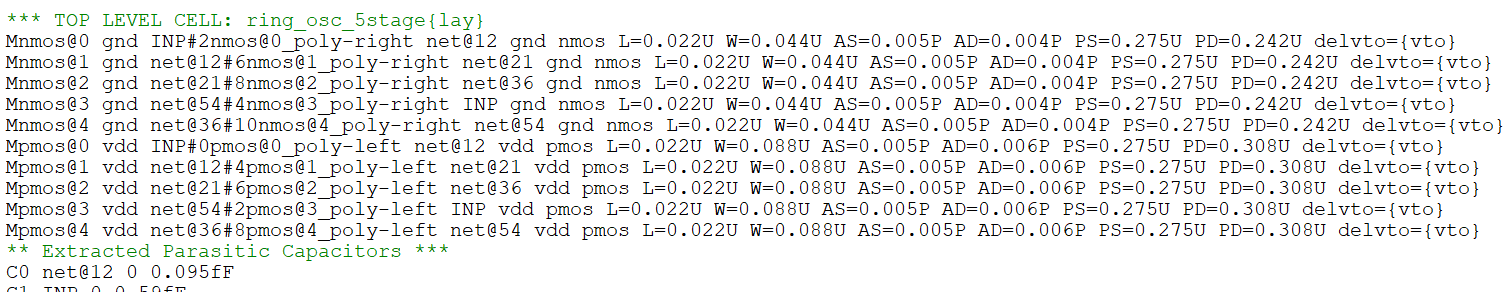 *** TOP LEVEL CELL: ring_osc_5stage{lay}
Mnmos@0 gnd INP#2nmos@0_poly-right net@12 gnd nmos L=0.022U W=0.044U AS=0.005P AD=0.004P PS=0.275U PD=0.242U delvto={vto}
Mnmos@1 gnd net@12#6nmos@1_poly-right net@21 gnd nmos L=0.022U W=0.044U AS=0.005P AD=0.004P PS=0.275U PD=0.242U delvto={vto}
Mnmos@2 gnd net@21#8nmos@2_poly-right net@36 gnd nmos L=0.022U W=0.044U AS=0.005P AD=0.004P PS=0.275U PD=0.242U delvto={vto}
Mnmos@3 gnd net@54#4nmos@3_poly-right INP gnd nmos L=0.022U W=0.044U AS=0.005P AD=0.004P PS=0.275U PD=0.242U delvto={vto}
Mnmos@4 gnd net@36#10nmos@4_poly-right net@54 gnd nmos L=0.022U W=0.044U AS=0.005P AD=0.004P PS=0.275U PD=0.242U delvto={vto}
Mpmos@0 vdd INP#0pmos@0_poly-left net@12 vdd pmos L=0.022U W=0.088U AS=0.005P AD=0.006P PS=0.275U PD=0.308U delvto={vto}
Mpmos@1 vdd net@12#4pmos@1_poly-left net@21 vdd pmos L=0.022U W=0.088U AS=0.005P AD=0.006P PS=0.275U PD=0.308U delvto={vto}
Mpmos@2 vdd net@21#6pmos@2_poly-left net@36 vdd pmos L=0.022U W=0.088U AS=0.005P AD=0.006P PS=0.275U PD=0.308U delvto={vto}
Mpmos@3 vdd net@54#2pmos@3_poly-left INP vdd pmos L=0.022U W=0.088U AS=0.005P AD=0.006P PS=0.275U PD=0.308U delvto={vto}
Mpmos@4 vdd net@36#8pmos@4_poly-left net@54 vdd pmos L=0.022U W=0.088U AS=0.005P AD=0.006P PS=0.275U PD=0.308U delvto={vto}
** Extracted Parasitic Capacitors ***
C0 net@12 0 0.095fF
C1 INP 0 0.59fF